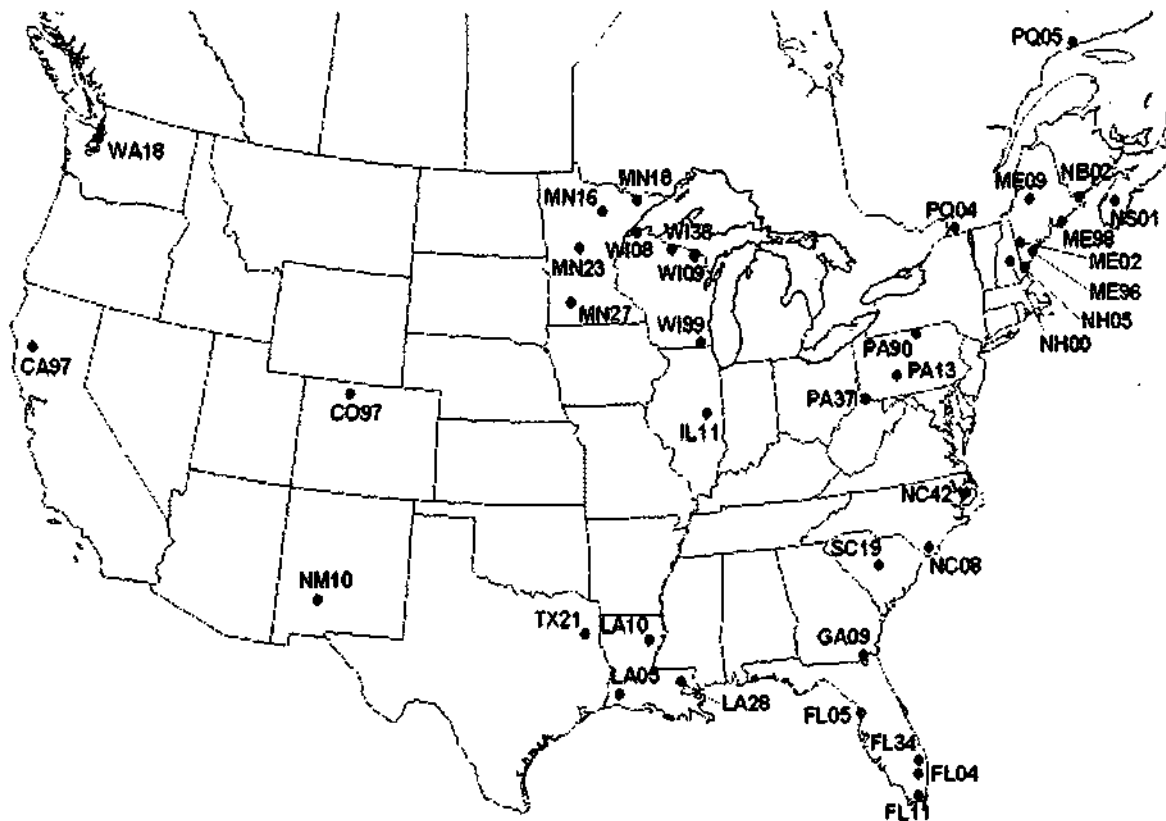 PQ05
WA18
MN18
MN16
ME09
NB02
NS01
PQ04
WI38
WI08
WI09
MN23
ME98
ME02
ME96
NH05
NH00
MN27
WI99
PA90
PA13
PA37
CA97
CO97
IL11
NC42
SC19
NC08
NM10
TX21
LA10
GA09
LA05
LA28
FL05
FL34
FL04
FL11